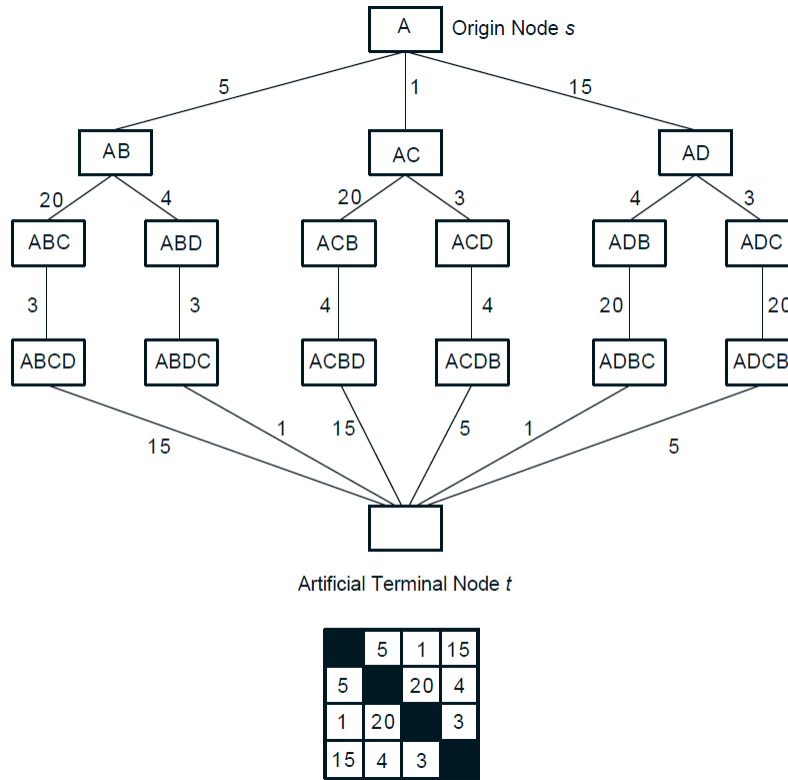 A Origin Node s
5 1 15
AB AC AD
20 4 20 3 4 3
ABC ABD ACB ACD ADB ADC
3 3 4 4 20 20
ABCD ABDC ACBD ACDB ADBC ADCB
15 1 15 5 1 5
Artificial Terminal Node t
5 1 15
5 20 4
1 20 3
15 4 3